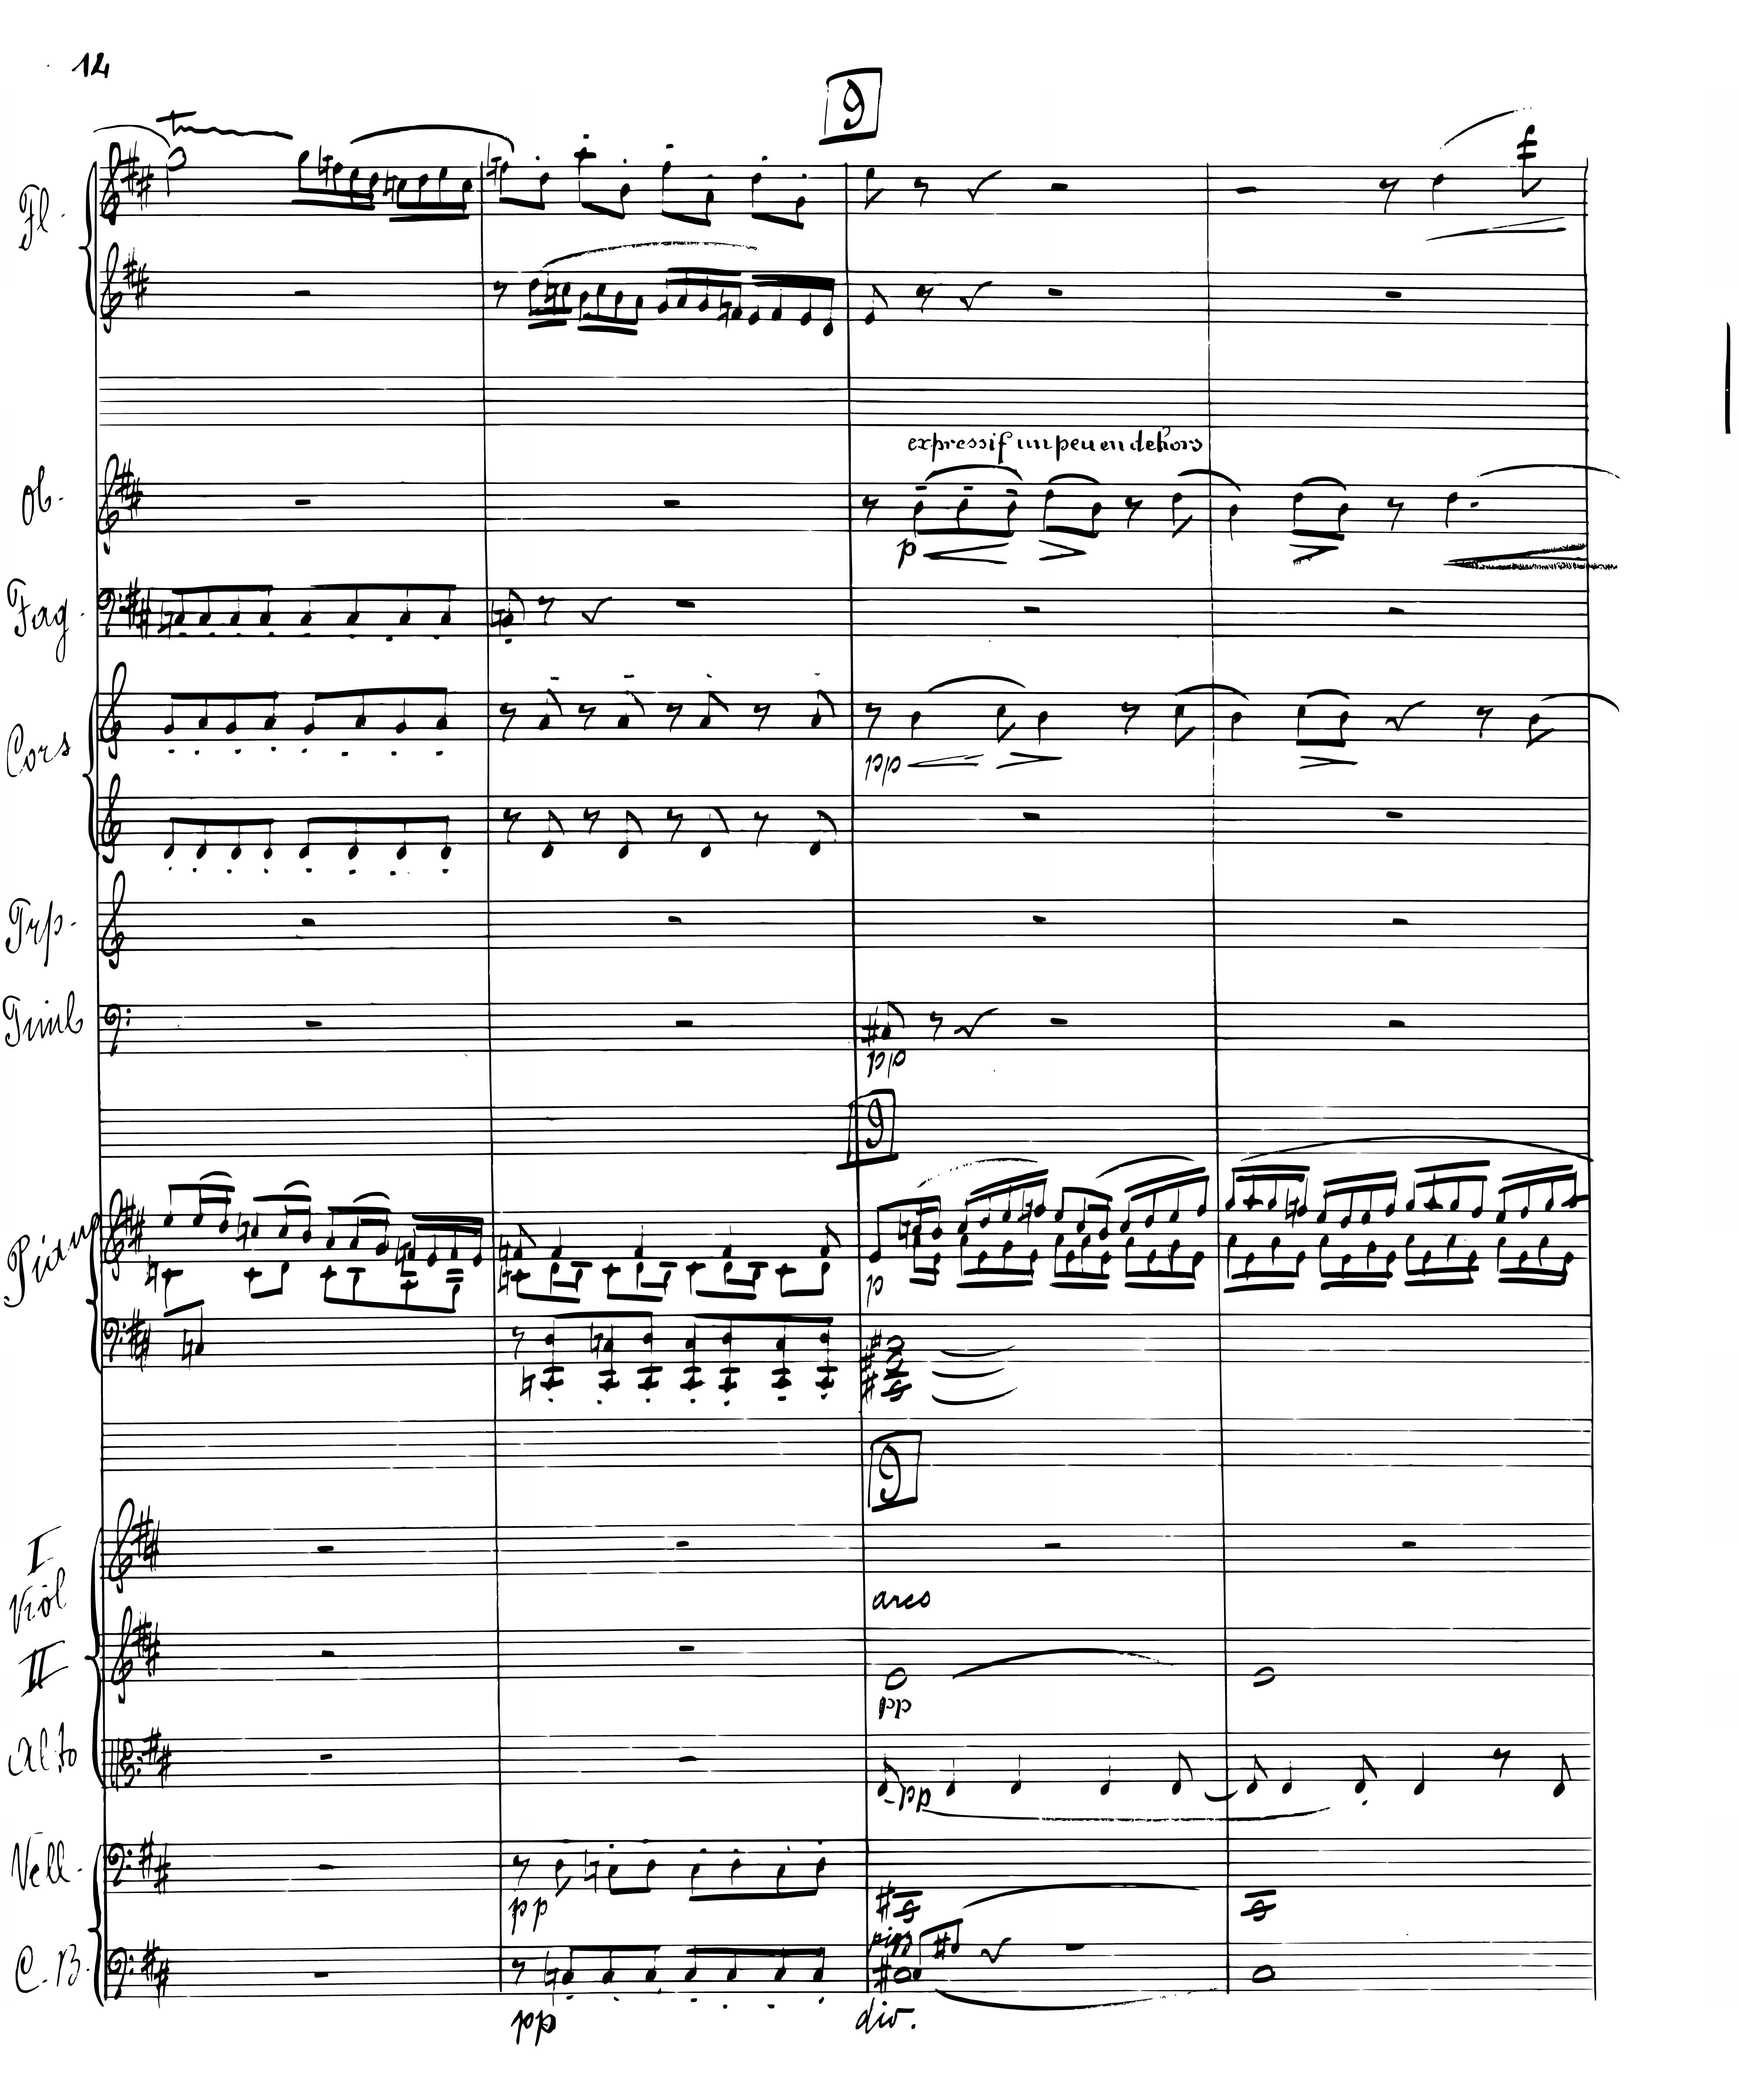 14
9
Fl.
expressif un peu en dehors
Ob.
p
Fag.
Cors
pp
Trp.
Timb
pp
9
Piano
p
9
I
Viol
arco
II
pp
Alto
pp
Vcll.
pp
pizz
C.B.
pp
div.